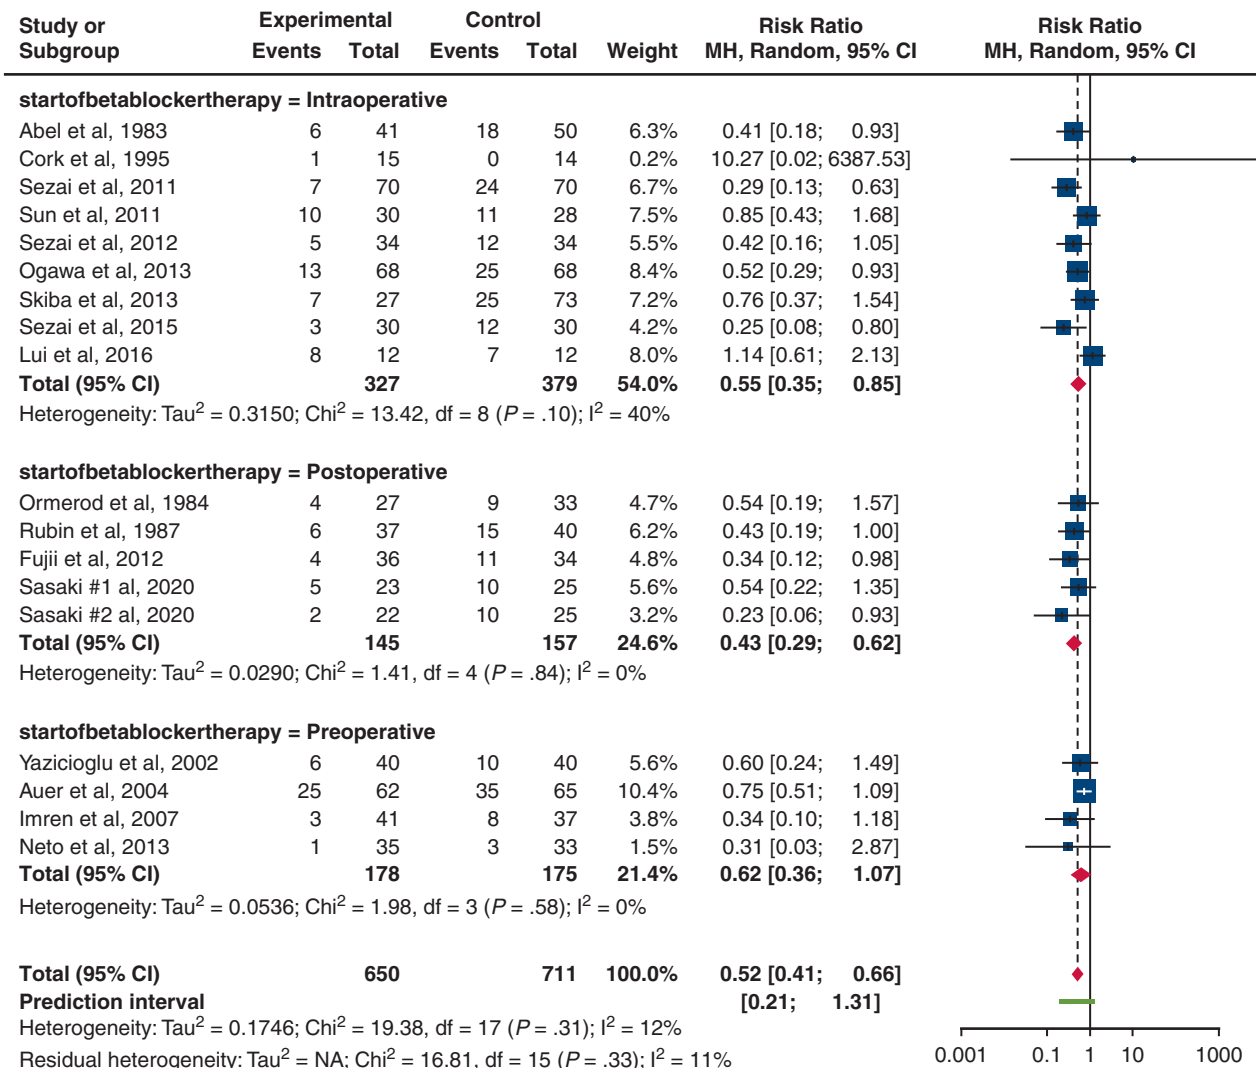 Study or Subgroup Experimental Events Total Control Events Total Weight Risk Ratio MH, Random, 95% CI Risk Ratio MH, Random, 95% CI
startofbetablockertherapy = Intraoperative
Abel et al, 1983 6 41 18 50 6.3% 0.41 [0.18; 0.93]
Cork et al, 1995 1 15 0 14 0.2% 10.27 [0.02; 6387.53]
Sezai et al, 2011 7 70 24 70 6.7% 0.29 [0.13; 0.63]
Sun et al, 2011 10 30 11 28 7.5% 0.85 [0.43; 1.68]
Sezai et al, 2012 5 34 12 34 5.5% 0.42 [0.16; 1.05]
Ogawa et al, 2013 13 68 25 68 8.4% 0.52 [0.29; 0.93]
Skiba et al, 2013 7 27 25 73 7.2% 0.76 [0.37; 1.54]
Sezai et al, 2015 3 30 12 30 4.2% 0.25 [0.08; 0.80]
Lui et al, 2016 8 12 7 12 8.0% 1.14 [0.61; 2.13]
Total (95% CI) 327 379 54.0% 0.55 [0.35; 0.85]
Heterogeneity: Tau² = 0.3150; Chi² = 13.42, df = 8 (P = .10); I² = 40%
startofbetablockertherapy = Postoperative
Ormerod et al, 1984 4 27 9 33 4.7% 0.54 [0.19; 1.57]
Rubin et al, 1987 6 37 15 40 6.2% 0.43 [0.19; 1.00]
Fujii et al, 2012 4 36 11 34 4.8% 0.34 [0.12; 0.98]
Sasaki #1 al, 2020 5 23 10 25 5.6% 0.54 [0.22; 1.35]
Sasaki #2 al, 2020 2 22 10 25 3.2% 0.23 [0.06; 0.93]
Total (95% CI) 145 157 24.6% 0.43 [0.29; 0.62]
Heterogeneity: Tau² = 0.0290; Chi² = 1.41, df = 4 (P = .84); I² = 0%
startofbetablockertherapy = Preoperative
Yazicioglu et al, 2002 6 40 10 40 5.6% 0.60 [0.24; 1.49]
Auer et al, 2004 25 62 35 65 10.4% 0.75 [0.51; 1.09]
Imren et al, 2007 3 41 8 37 3.8% 0.34 [0.10; 1.18]
Neto et al, 2013 1 35 3 33 1.5% 0.31 [0.03; 2.87]
Total (95% CI) 178 175 21.4% 0.62 [0.36; 1.07]
Heterogeneity: Tau² = 0.0536; Chi² = 1.98, df = 3 (P = .58); I² = 0%
Total (95% CI) 650 711 100.0% 0.52 [0.41; 0.66]
Prediction interval [0.21; 1.31]
Heterogeneity: Tau² = 0.1746; Chi² = 19.38, df = 17 (P = .31); I² = 12%
Residual heterogeneity: Tau² = NA; Chi² = 16.81, df = 15 (P = .33); I² = 11%
0.001 0.1 1 10 1000